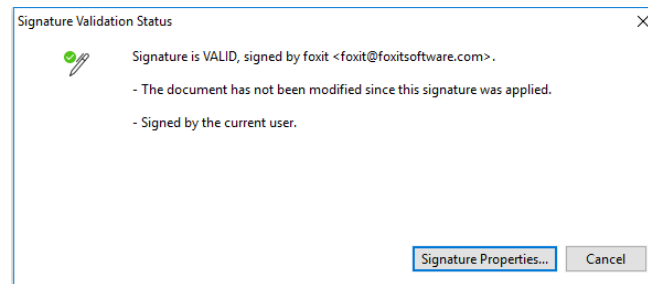 Signature Validation Status
Signature is VALID, signed by foxit <foxit@foxitsoftware.com>.
- The document has not been modified since this signature was applied.
- Signed by the current user.
Signature Properties... Cancel